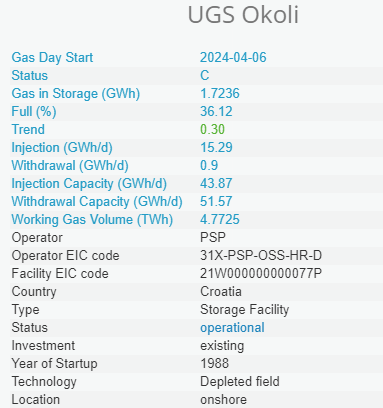 UGS Okoli
Gas Day Start 2024-04-06
Status C
Gas in Storage (GWh) 1.7236
Full (%) 36.12
Trend 0.30
Injection (GWh/d) 15.29
Withdrawal (GWh/d) 0.9
Injection Capacity (GWh/d) 43.87
Withdrawal Capacity (GWh/d) 51.57
Working Gas Volume (TWh) 4.7725
Operator PSP
Operator EIC code 31X-PSP-OSS-HR-D
Facility EIC code 21W000000000077P
Country Croatia
Type Storage Facility
Status operational
Investment existing
Year of Startup 1988
Technology Depleted field
Location onshore